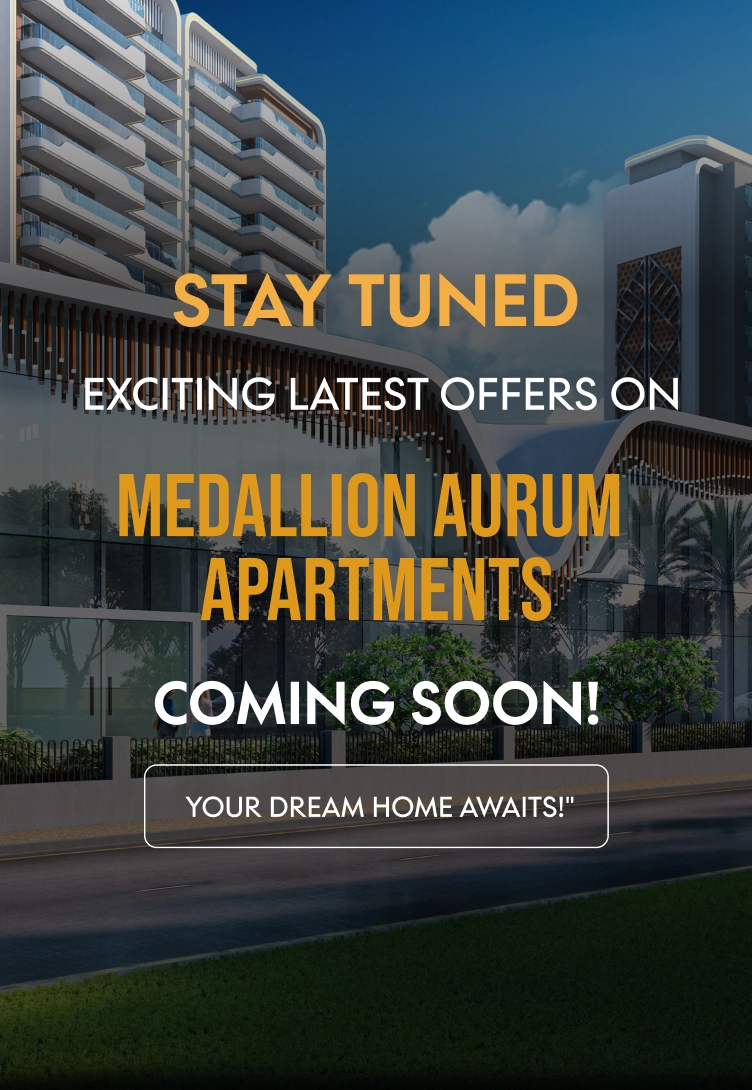 STAY TUNED
EXCITING LATEST OFFERS ON
MEDALLION AURUM
APARTMENTS
COMING SOON!
YOUR DREAM HOME AWAITS!"